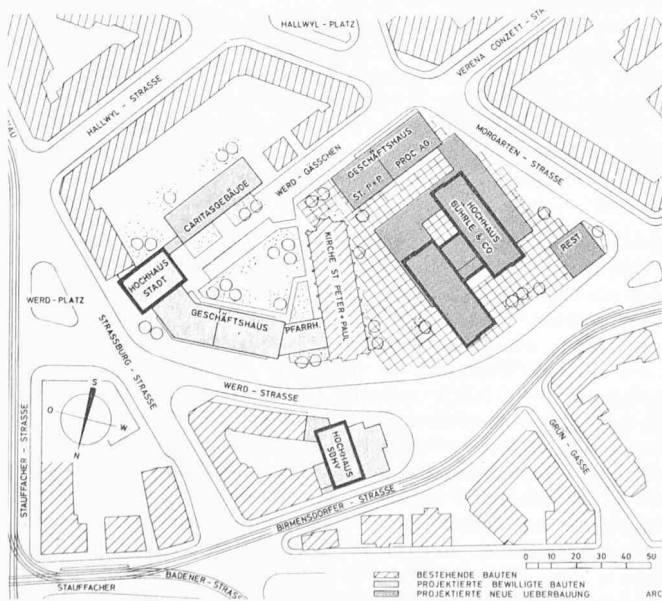 HALLWYL-PLATZ
VERENA CONZETT-STR
HALLWYL-STRASSE
MORGARTEN-STRASSE
WERD-GÄSSCHEN
GESCHÄFTSHAUS
ST. P+P PROC AG.
CARITASGEBÄUDE
HOCHHAUS
BÜHRLE & CO
REST
KIRCHE ST PETER+PAUL
HOCHHAUS
STADT
GESCHÄFTSHAUS
PFARRH.
WERD-PLATZ
STRASSBURG-STRASSE
WERD-STRASSE
S
O
W
N
STAUFFACHER-STRASSE
HOCHHAUS
SDHV
GRÜN-GASSE
BIRMENSDORFER-STRASSE
STAUFFACHER
BADENER-STRASSE
0 10 20 30 40 50
BESTEHENDE BAUTEN
PROJEKTIERTE BEWILLIGTE BAUTEN
PROJEKTIERTE NEUE UEBERBAUUNG